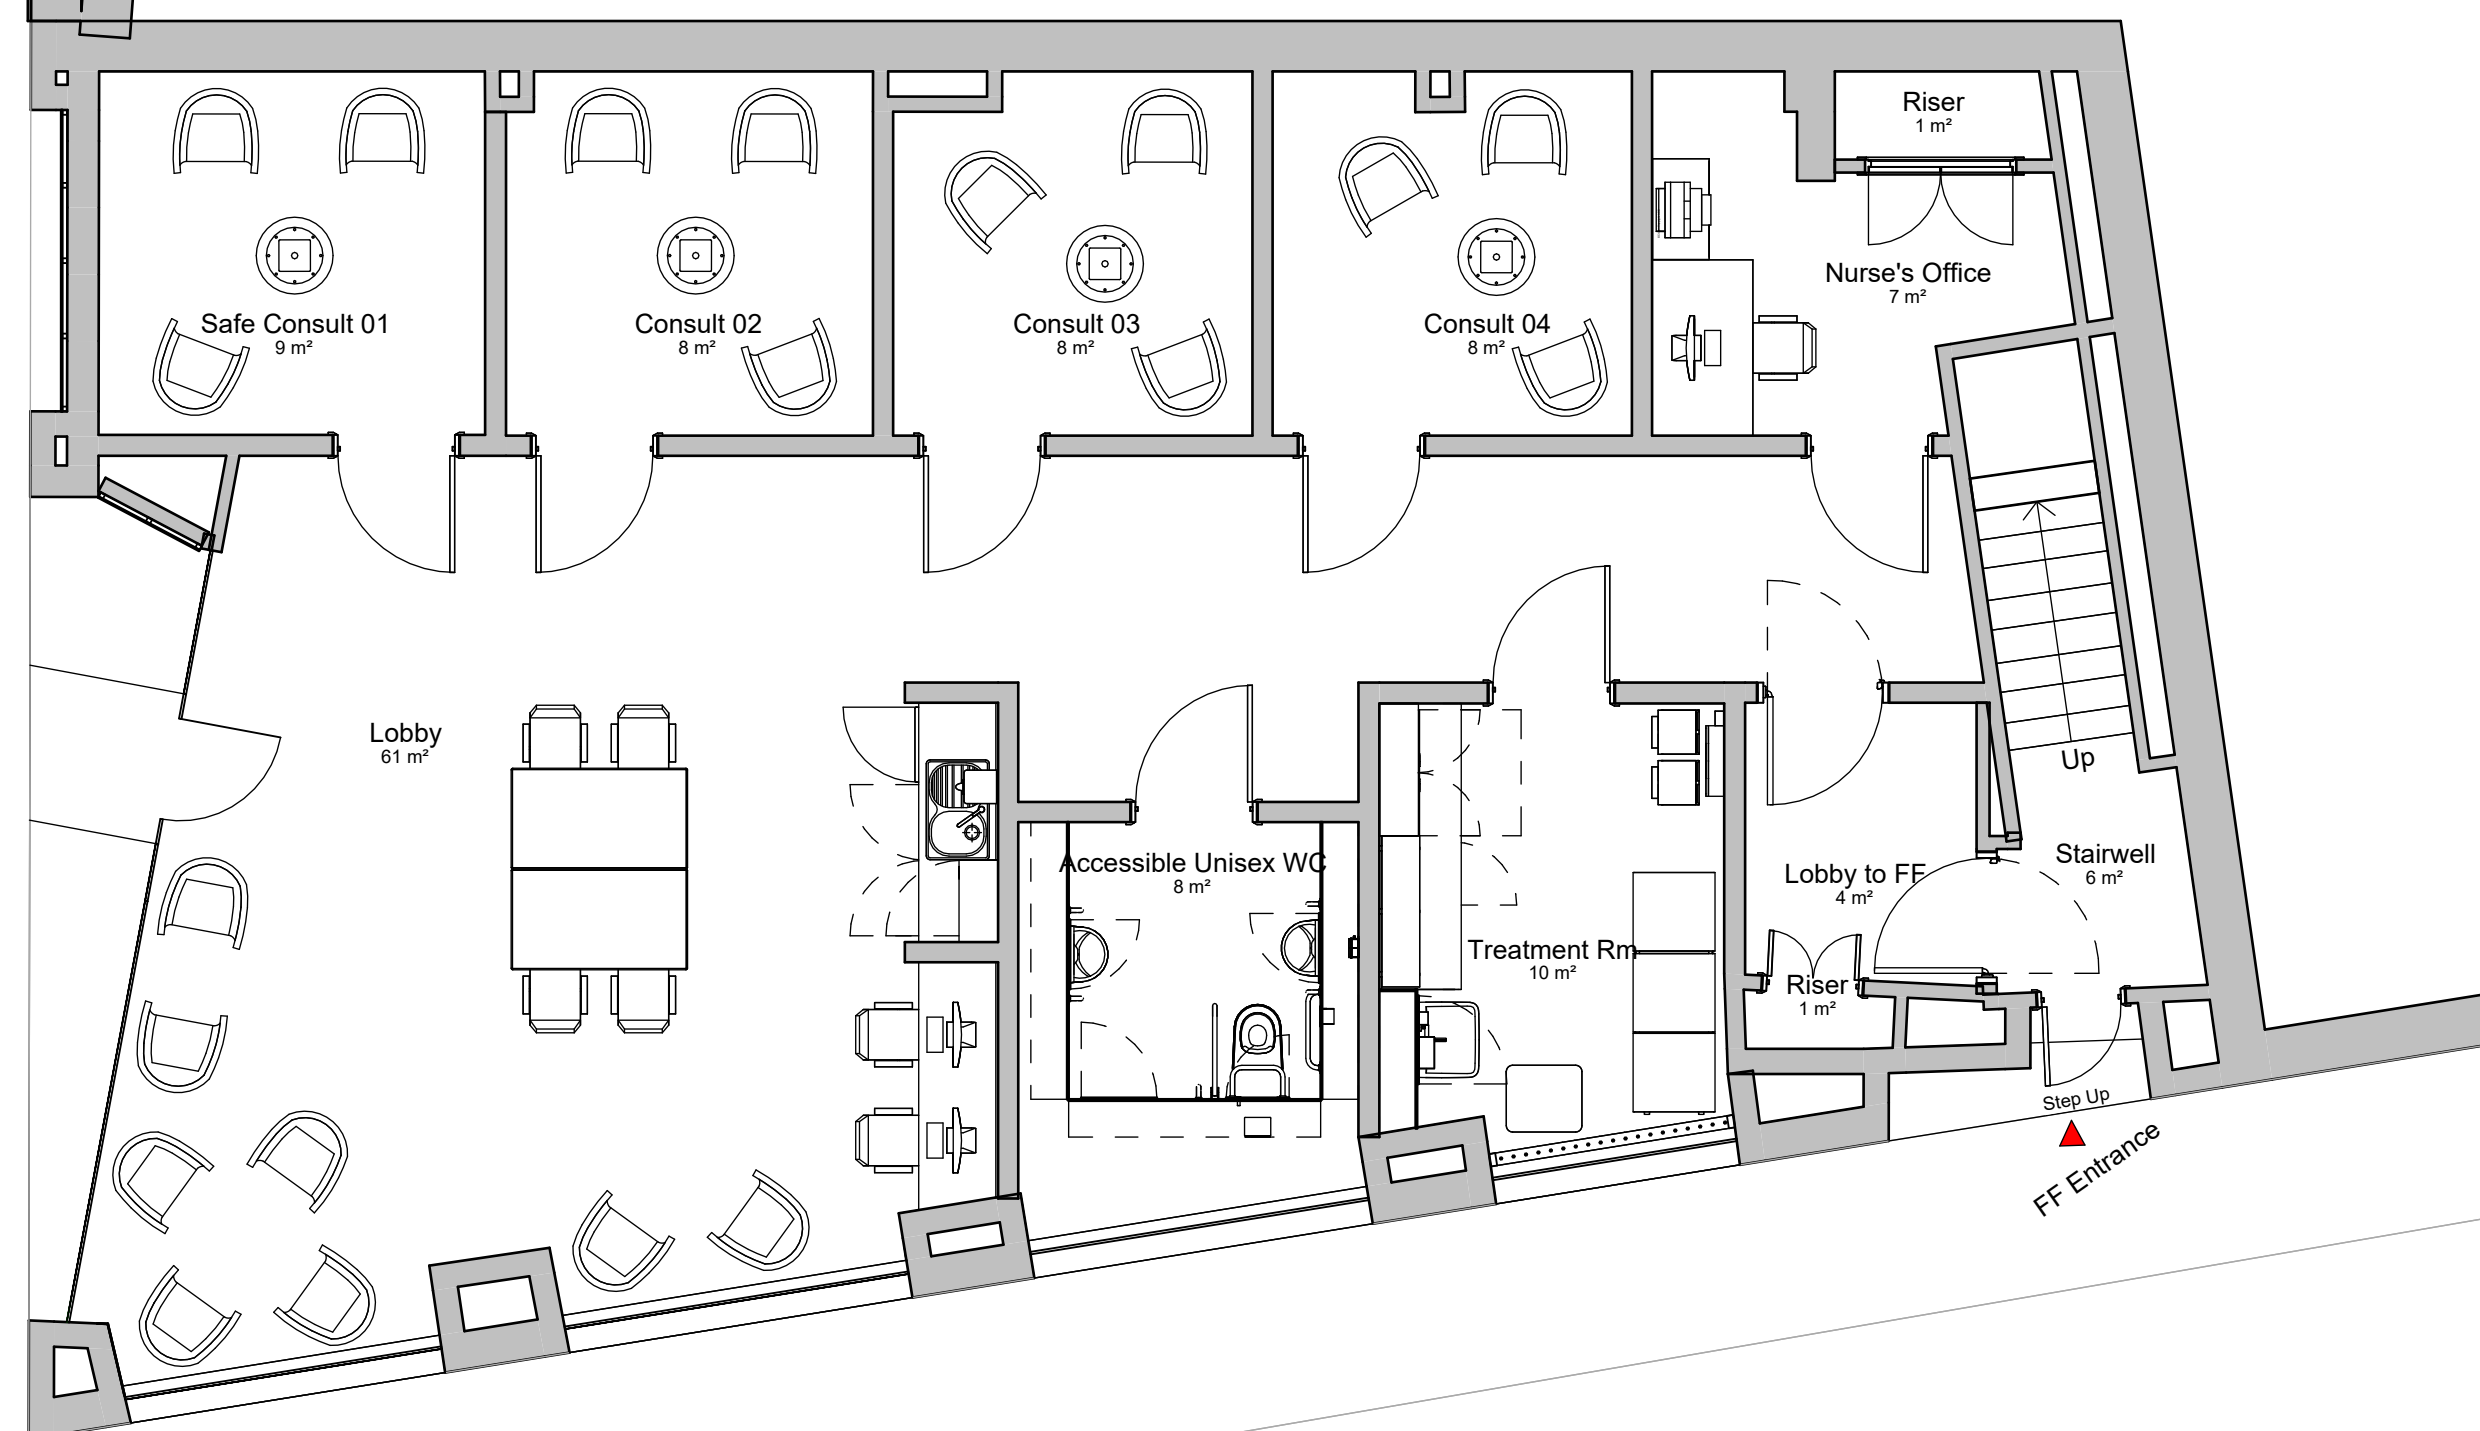 Riser
1 m²
Nurse's Office
7 m²
Safe Consult 01
9 m²
Consult 02
8 m²
Consult 03
8 m²
Consult 04
8 m²
Lobby
61 m²
Up
Accessible Unisex WC
8 m²
Stairwell
6 m²
Lobby to FF
4 m²
Treatment Rm
10 m²
Riser
1 m²
Step Up
FF Entrance